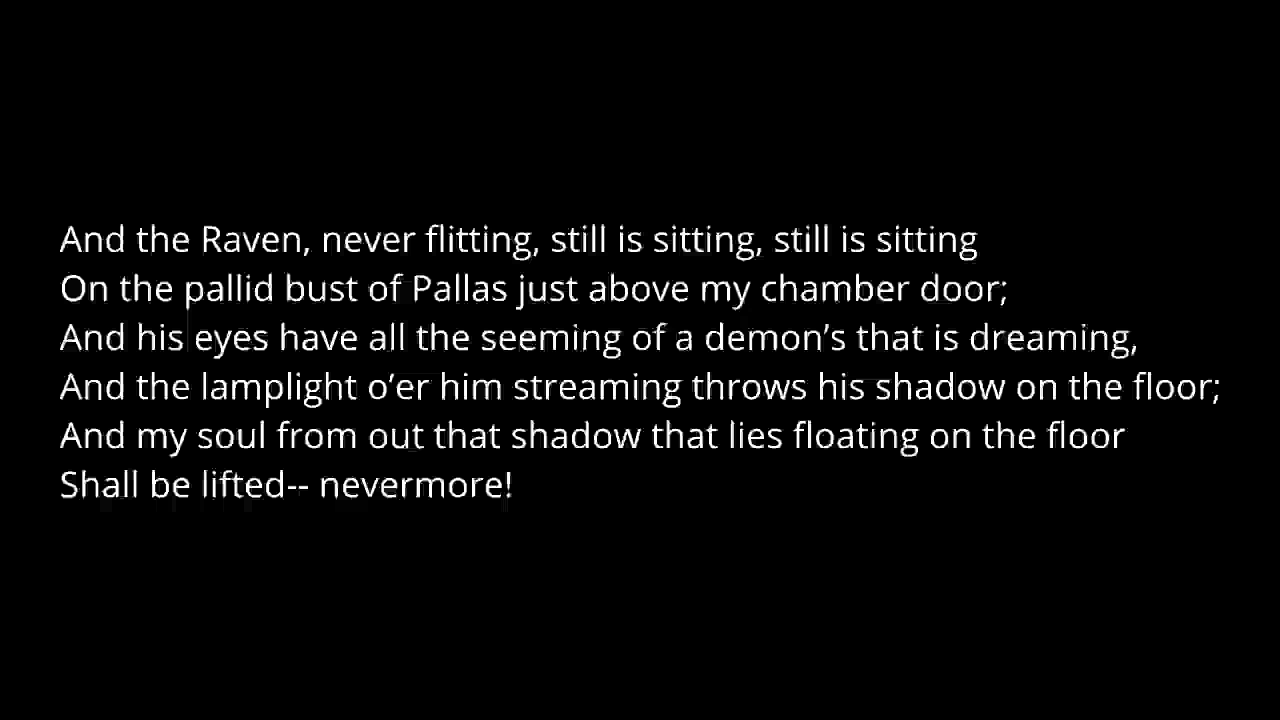 And the Raven, never flitting, still is sitting, still is sitting
On the pallid bust of Pallas just above my chamber door;
And his eyes have all the seeming of a demon’s that is dreaming,
And the lamplight o’er him streaming throws his shadow on the floor;
And my soul from out that shadow that lies floating on the floor
Shall be lifted-- nevermore!